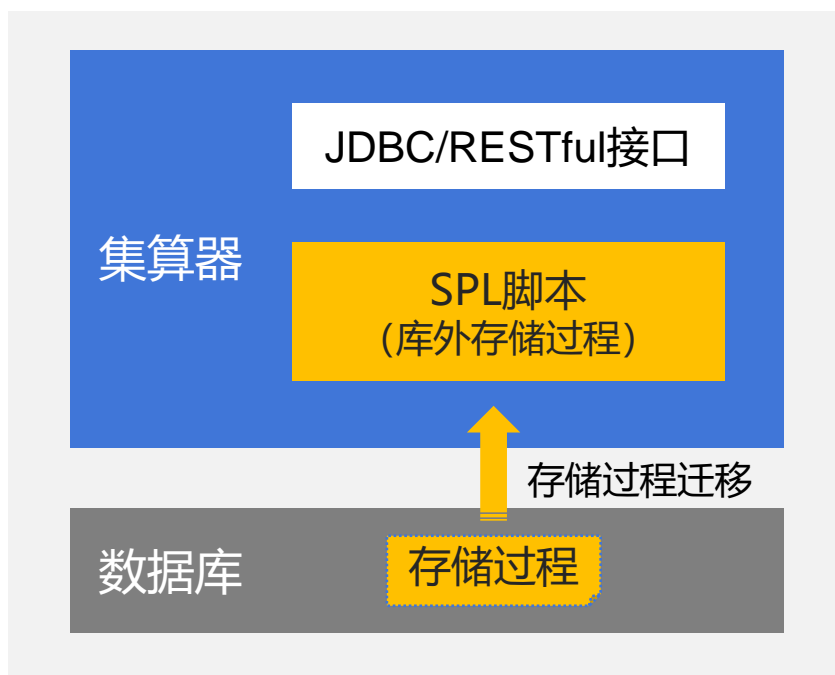 JDBC/RESTful接口
集算器
SPL脚本
（库外存储过程）
存储过程迁移
数据库
存储过程